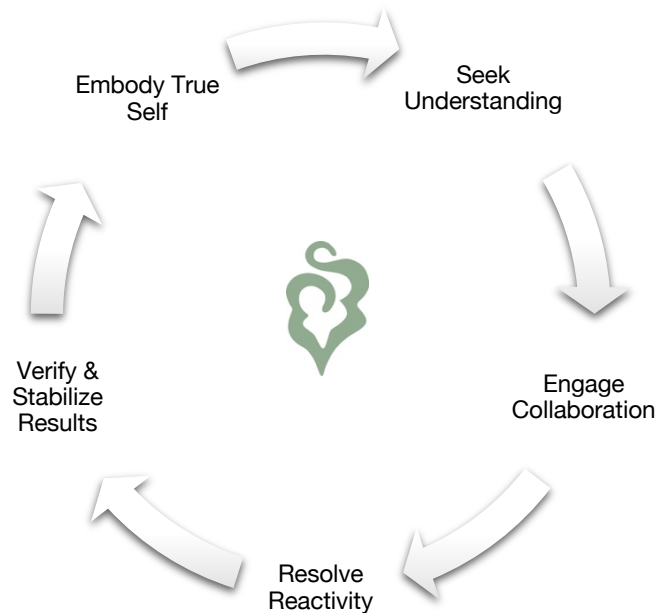 Embody True
Self
Seek
Understanding
Engage
Collaboration
Resolve
Reactivity
Verify &
Stabilize
Results